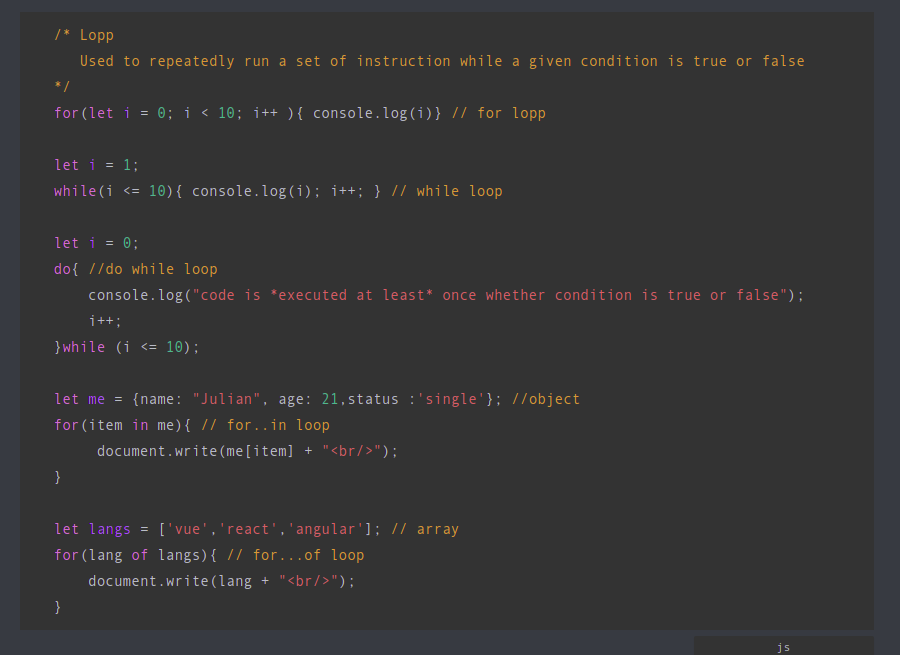 /* Lopp
Used to repeatedly run a set of instruction while a given condition is true or false
*/
for(let i = 0; i < 10; i++ ){ console.log(i)} // for lopp
let i = 1;
while(i <= 10){ console.log(i); i++; } // while loop
let i = 0;
do{ //do while loop
console.log("code is *executed at least* once whether condition is true or false");
i++;
}while (i <= 10);
let me = {name: "Julian", age: 21,status :'single'}; //object
for(item in me){ // for..in loop
document.write(me[item] + "<br/>");
}
let langs = ['vue','react','angular']; // array
for(lang of langs){ // for...of loop
document.write(lang + "<br/>");
}
js